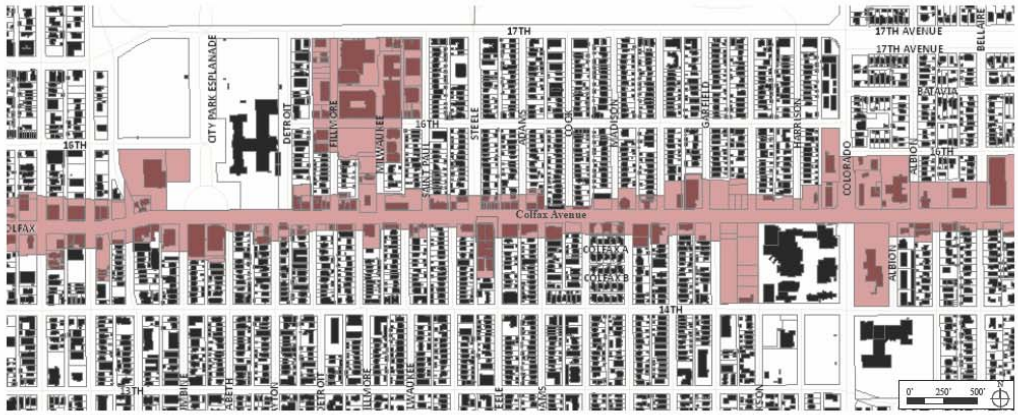 17TH
17TH AVENUE
17TH AVENUE
BELLAIRE
BATAVIA
CITY PARK ESPLANADE
DETROIT
FILLMORE
MILWAUKEE
16TH
SAINT PAUL
STEELE
ADAMS
COOK
MADISON
GARFIELD
HARRISON
COLORADO
ALBION
16TH
16TH
COLFAX
Colfax Avenue
COLFAX A
COLFAX B
ALBION
14TH
DETROIT
0' 250' 500'
N